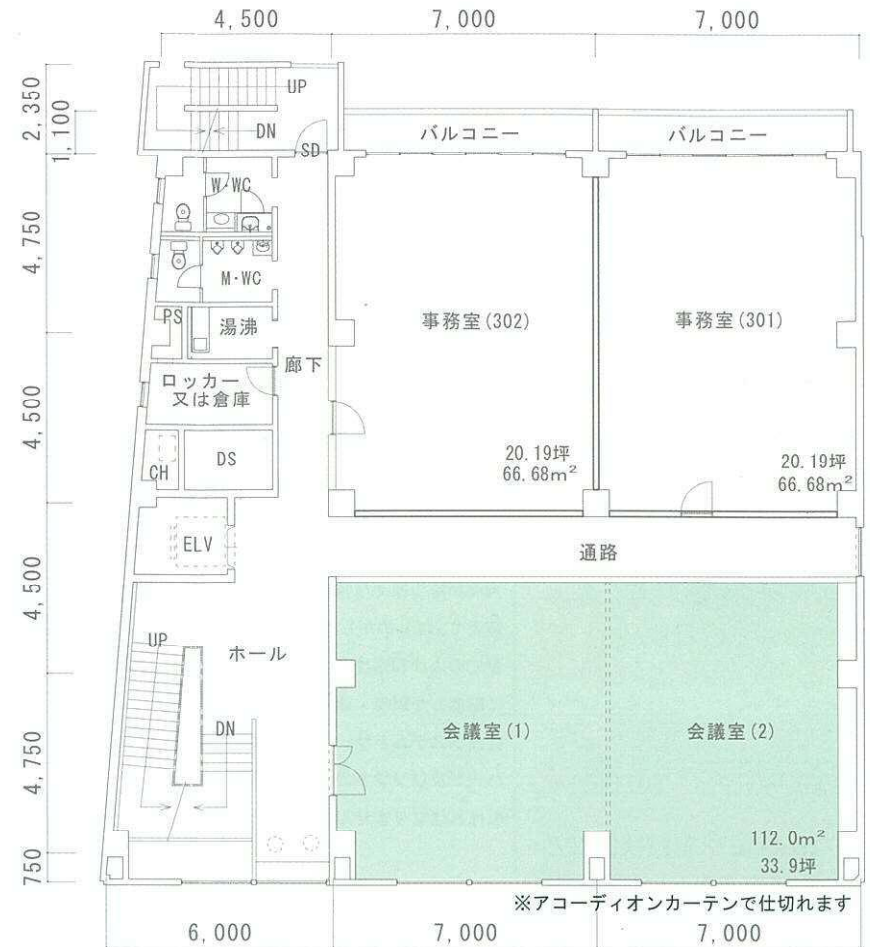 4,500
7,000
7,000
2,350
1,100
4,750
4,500
4,500
4,750
750
UP
DN
SD
バルコニー
バルコニー
W・WC
M・WC
PS
湯沸
廊下
事務室(302)
事務室(301)
ロッカー
又は倉庫
CH
DS
20.19坪
66.68m²
20.19坪
66.68m²
ELV
通路
UP
ホール
DN
会議室(1)
会議室(2)
112.0m²
33.9坪
※アコーディオンカーテンで仕切れます
6,000
7,000
7,000